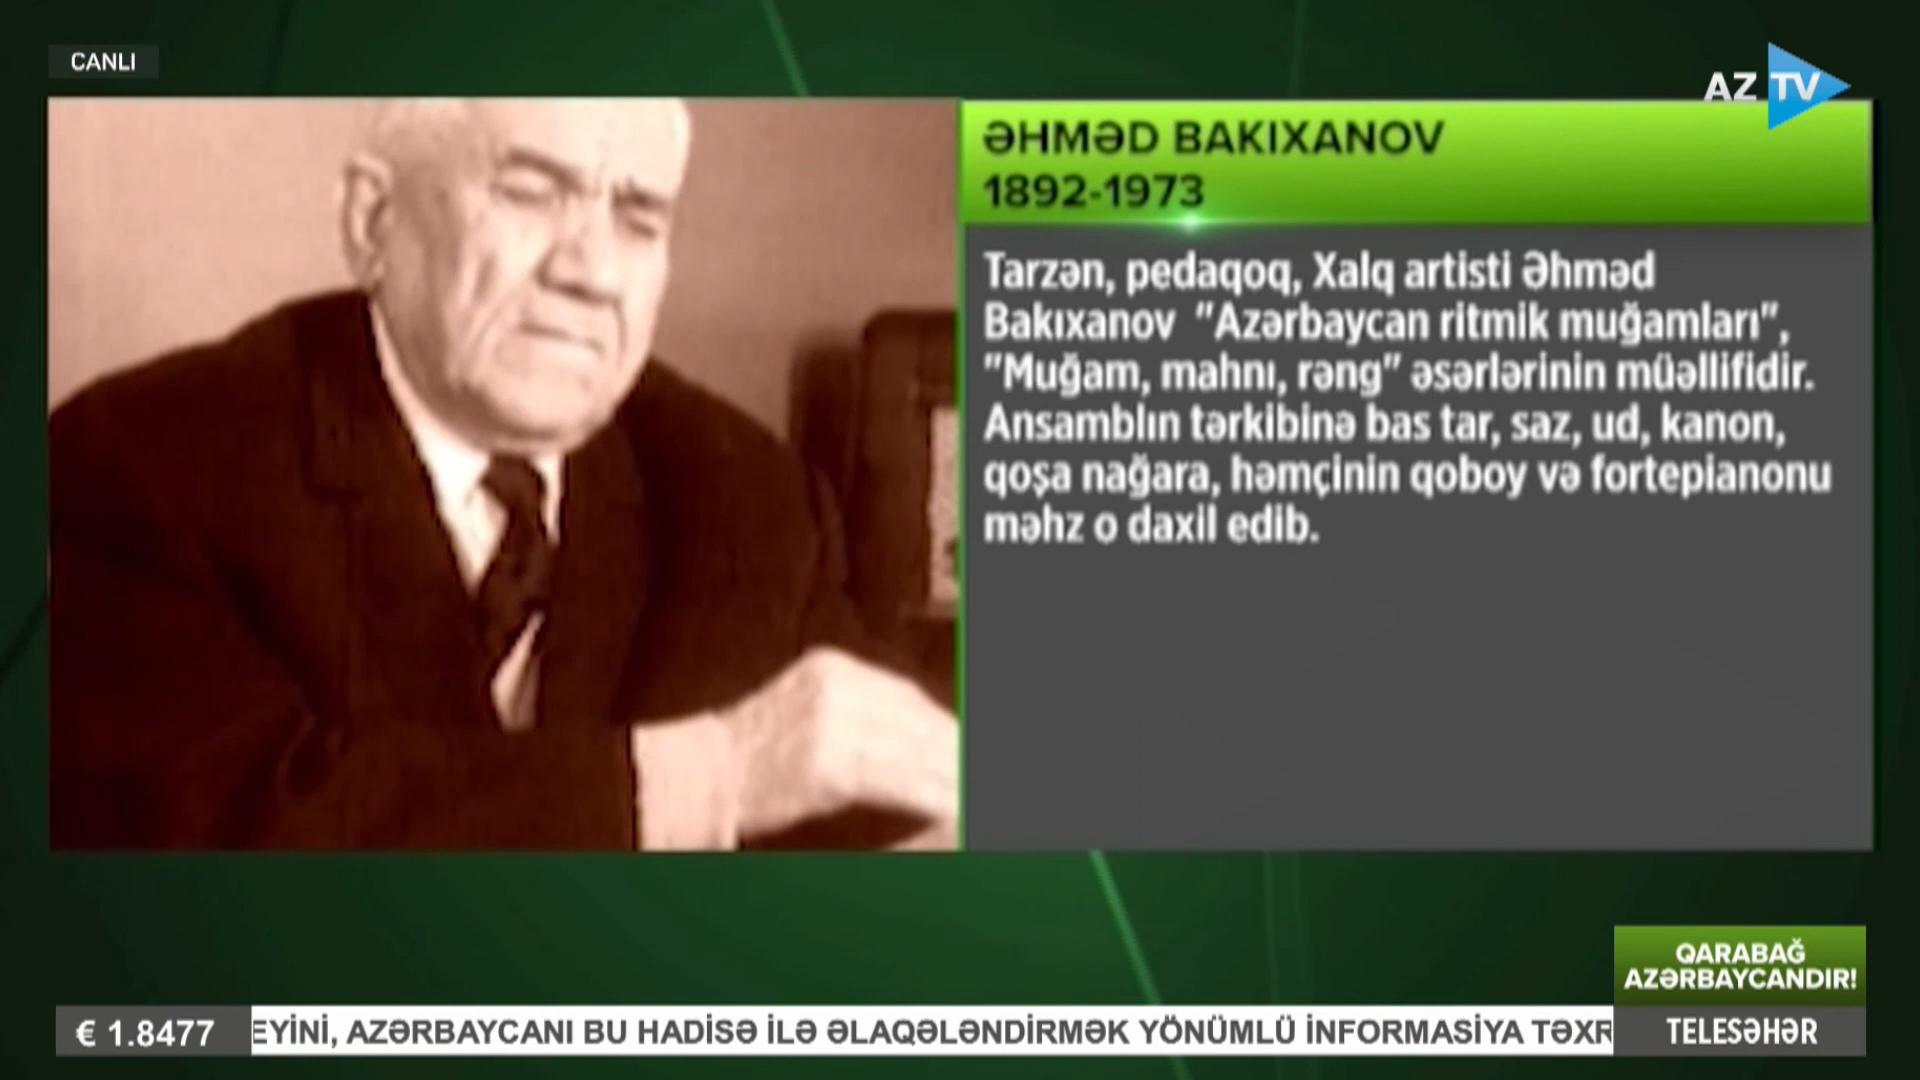 CANLI
AZTV
ƏHMƏD BAKIXANOV
1892-1973
Tarzən, pedaqoq, Xalq artisti Əhməd
Bakıxanov "Azərbaycan ritmik muğamları",
"Muğam, mahnı, rəng" əsərlərinin müəllifidir.
Ansamblın tərkibinə bas tar, saz, ud, kanon,
qoşa nağara, həmçinin qoboy və fortepianonu
məhz o daxil edib.
QARABAĞ
AZƏRBAYCANDIR!
€ 1.8477
EYİNİ, AZƏRBAYCANI BU HADİSƏ İLƏ ƏLAQƏLƏNDİRMƏK YÖNÜMLÜ İNFORMASİYA TƏXR
TELESƏHƏR